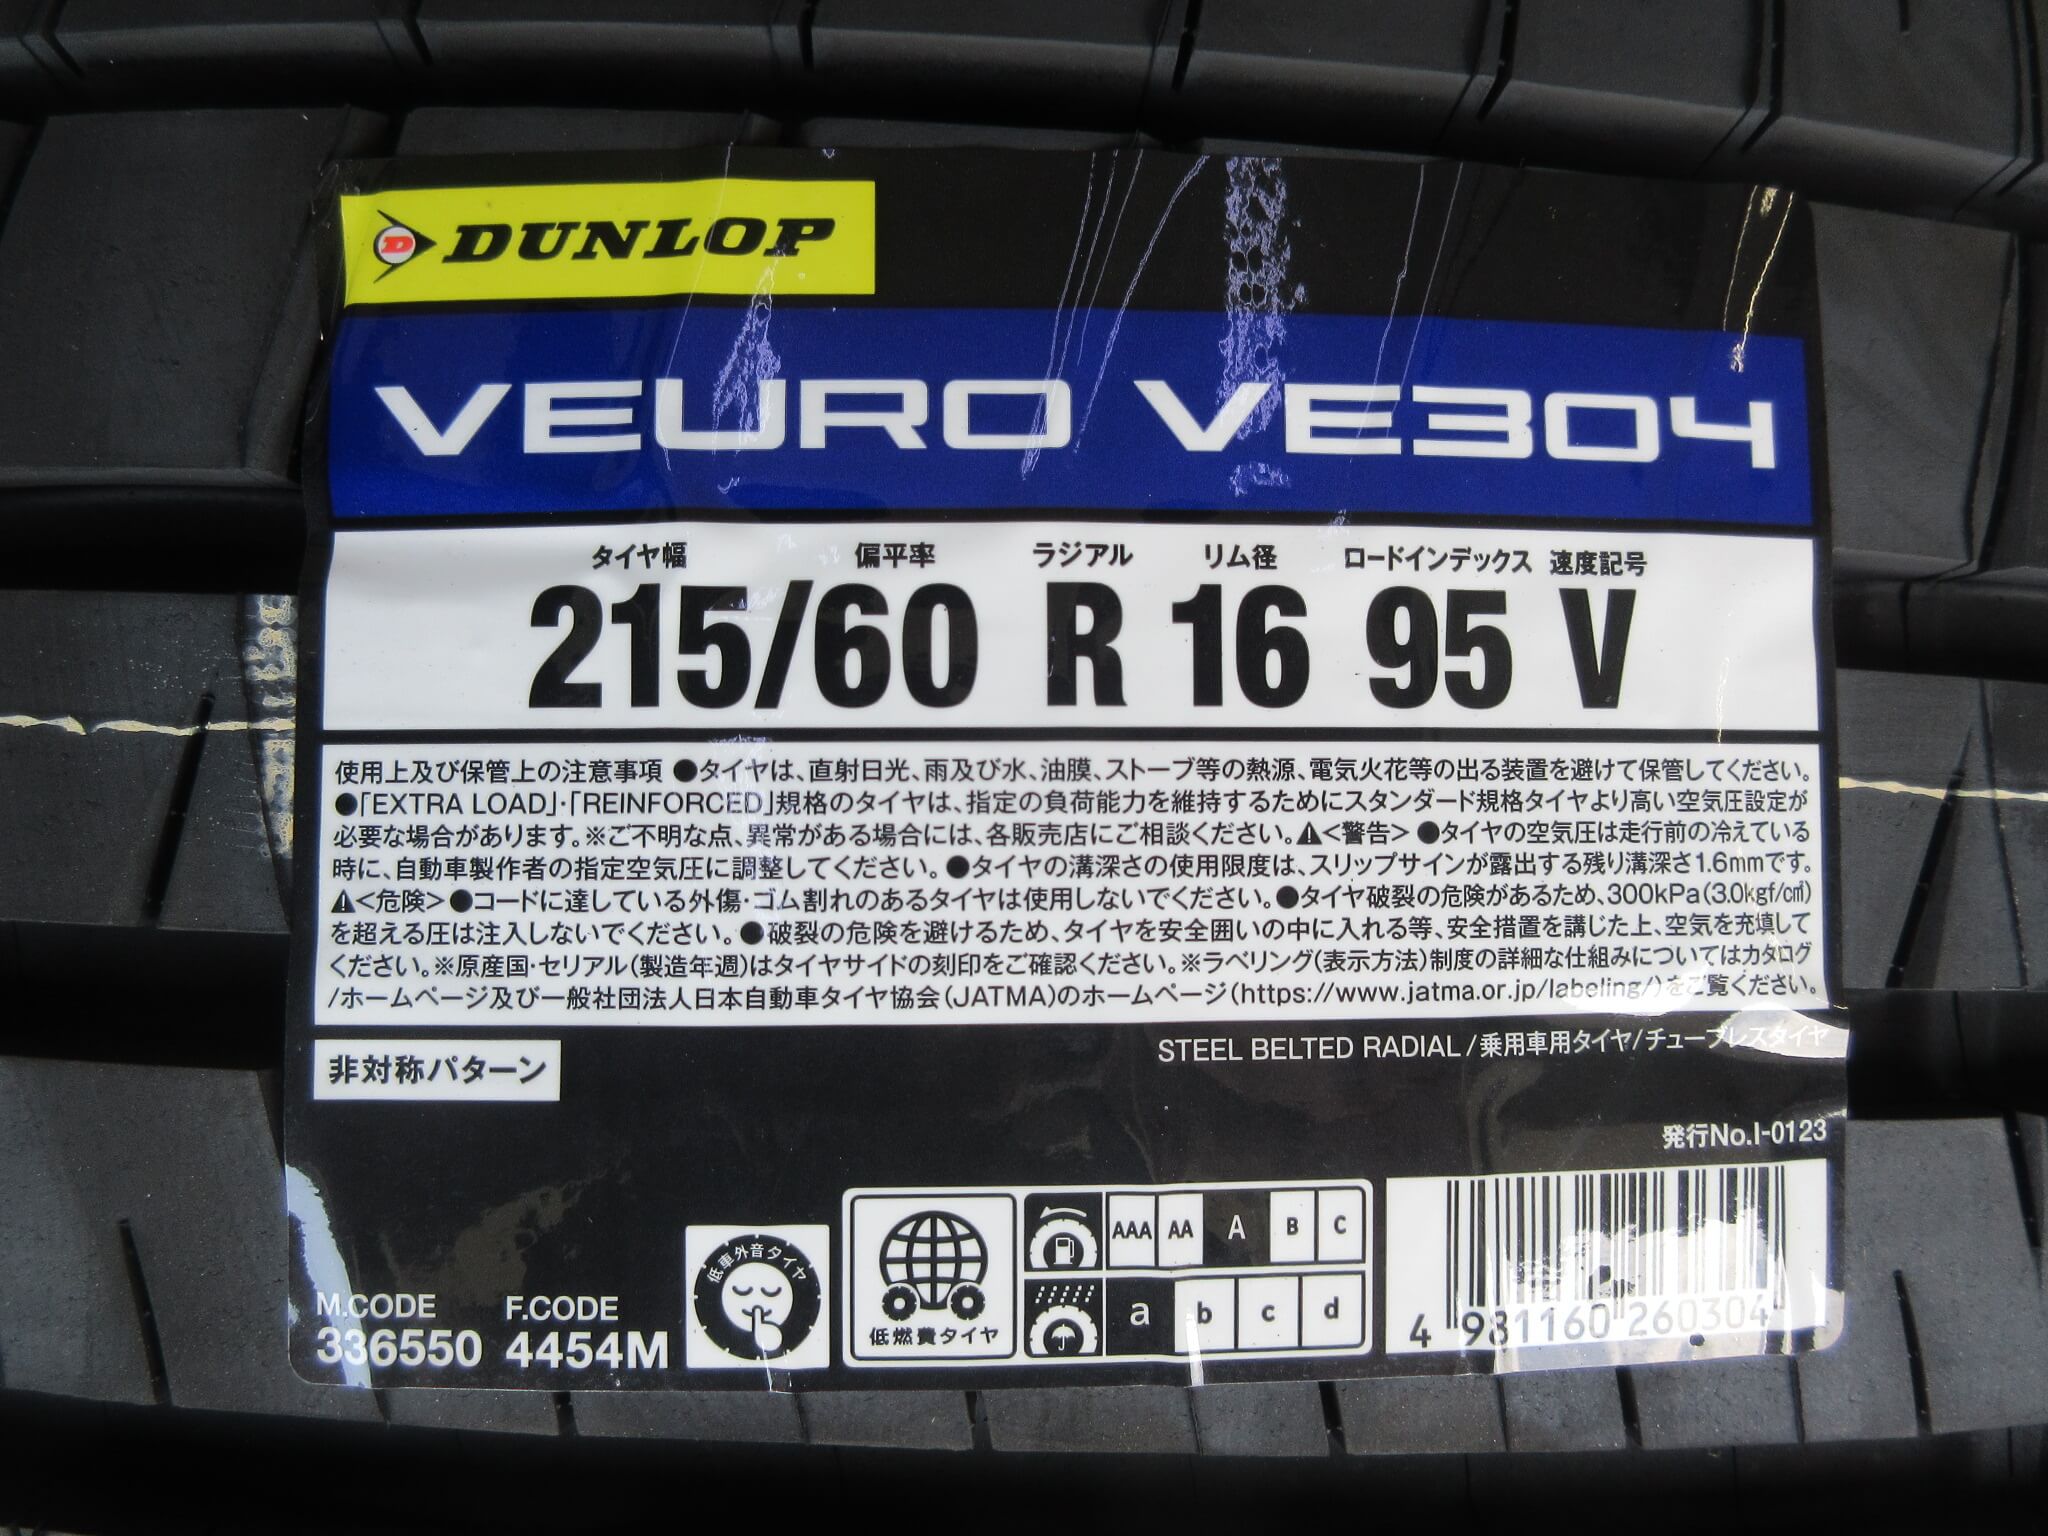 DUNLOP
VEURO VE304
タイヤ幅 偏平率 ラジアル リム径 ロードインデックス 速度記号
215/60 R 16 95 V
使用上及び保管上の注意事項 ●タイヤは、直射日光、雨及び水、油膜、ストーブ等の熱源、電気火花等の出る装置を避けて保管してください。
●「EXTRA LOAD」・「REINFORCED」規格のタイヤは、指定の負荷能力を維持するためにスタンダード規格タイヤより高い空気圧設定が
必要な場合があります。※ご不明な点、異常がある場合には、各販売店にご相談ください。⚠<警告> ●タイヤの空気圧は走行前の冷えている
時に、自動車製作者の指定空気圧に調整してください。●タイヤの溝深さの使用限度は、スリップサインが露出する残り溝深さ1.6mmです。
⚠<危険>●コードに達している外傷・ゴム割れのあるタイヤは使用しないでください。●タイヤ破裂の危険があるため、300kPa(3.0kgf/c㎡)
を超える圧は注入しないでください。●破裂の危険を避けるため、タイヤを安全囲いの中に入れる等、安全措置を講じた上、空気を充填して
ください。※原産国・セリアル(製造年週)はタイヤサイドの刻印をご確認ください。※ラベリング(表示方法)制度の詳細な仕組みについてはカタログ
/ホームページ及び一般社団法人日本自動車タイヤ協会(JATMA)のホームページ(https://www.jatma.or.jp/labeling/)をご覧ください。
STEEL BELTED RADIAL/乗用車用タイヤ/チューブレスタイヤ
非対称パターン
発行No.I-0123
M.CODE F.CODE
336550 4454M
低車外音タイヤ
低燃費タイヤ
AAA AA A B C
a b c d
4 981160 260304